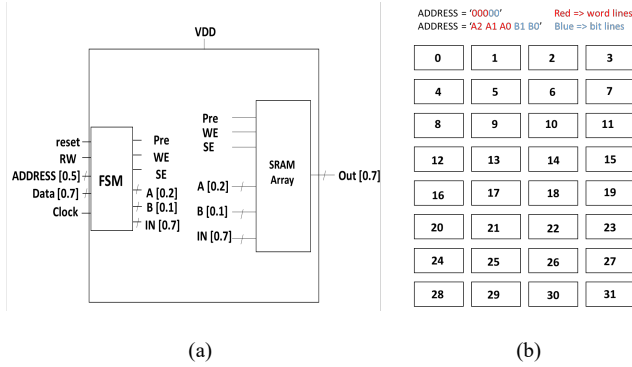 VDD
reset
RW
ADDRESS [0.5]
Data [0.7]
Clock
FSM
Pre
WE
SE
A [0.2]
B [0.1]
IN [0.7]
Pre
WE
SE
A [0.2]
B [0.1]
IN [0.7]
SRAM
Array
Out [0.7]
(a)
ADDRESS = '00000' Red => word lines
ADDRESS = 'A2 A1 A0 B1 B0' Blue => bit lines
0 1 2 3
4 5 6 7
8 9 10 11
12 13 14 15
16 17 18 19
20 21 22 23
24 25 26 27
28 29 30 31
(b)